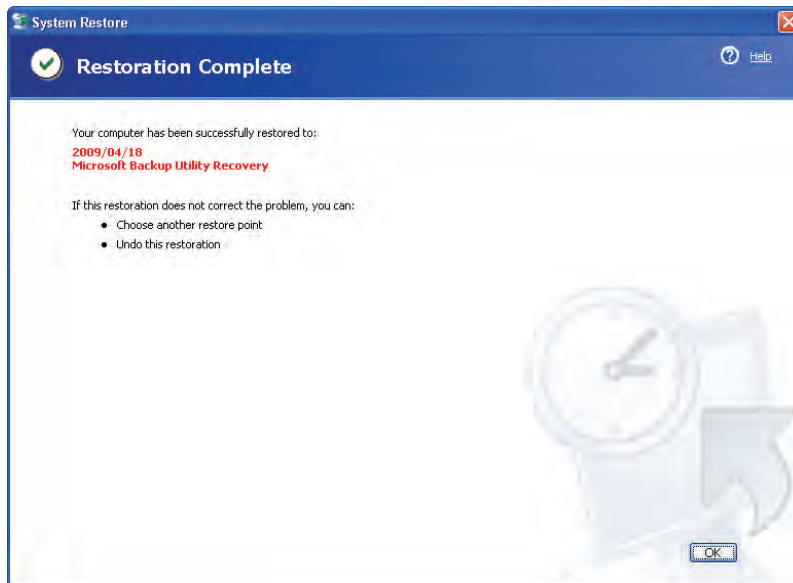 System Restore
Restoration Complete
Help
Your computer has been successfully restored to:
2009/04/18
Microsoft Backup Utility Recovery
If this restoration does not correct the problem, you can:
● Choose another restore point
● Undo this restoration
OK